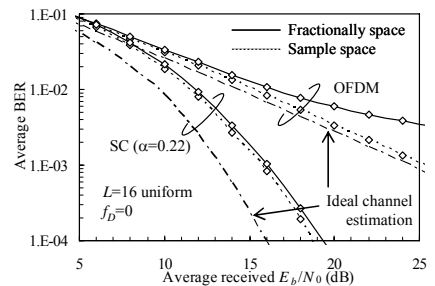 1.E-01
1.E-02
1.E-03
1.E-04
Average BER
Fractionally space
Sample space
OFDM
SC (α=0.22)
L=16 uniform
f_D=0
Ideal channel
estimation
5 10 15 20 25
Average received E_b/N_0 (dB)